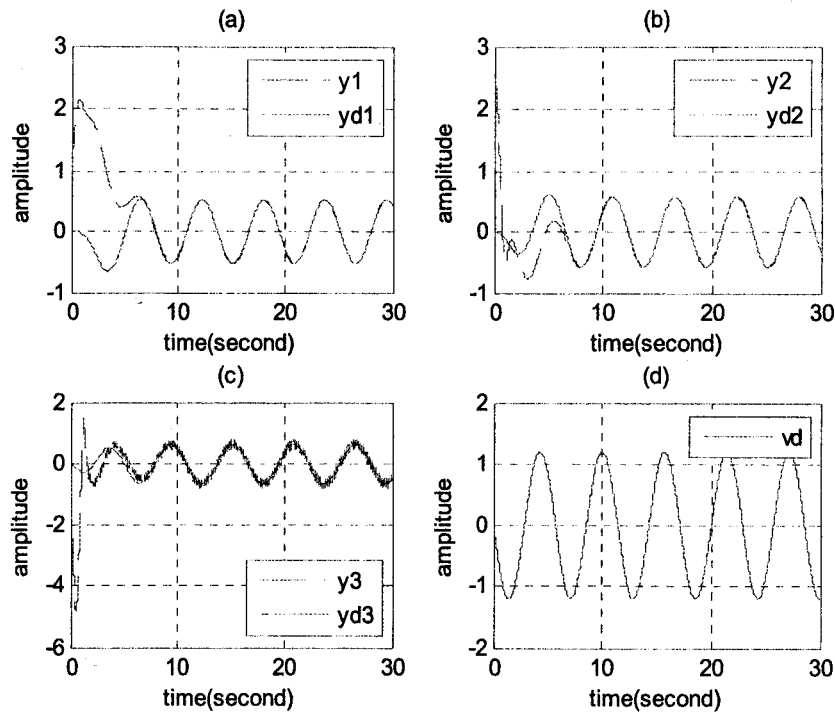 (a)
3
2
1
0
-1
amplitude
y1
yd1
0 10 20 30
time(second)
(b)
3
2
1
0
-1
amplitude
y2
yd2
0 10 20 30
time(second)
(c)
2
0
-2
-4
-6
amplitude
y3
yd3
0 10 20 30
time(second)
(d)
2
1
0
-1
-2
amplitude
vd
0 10 20 30
time(second)